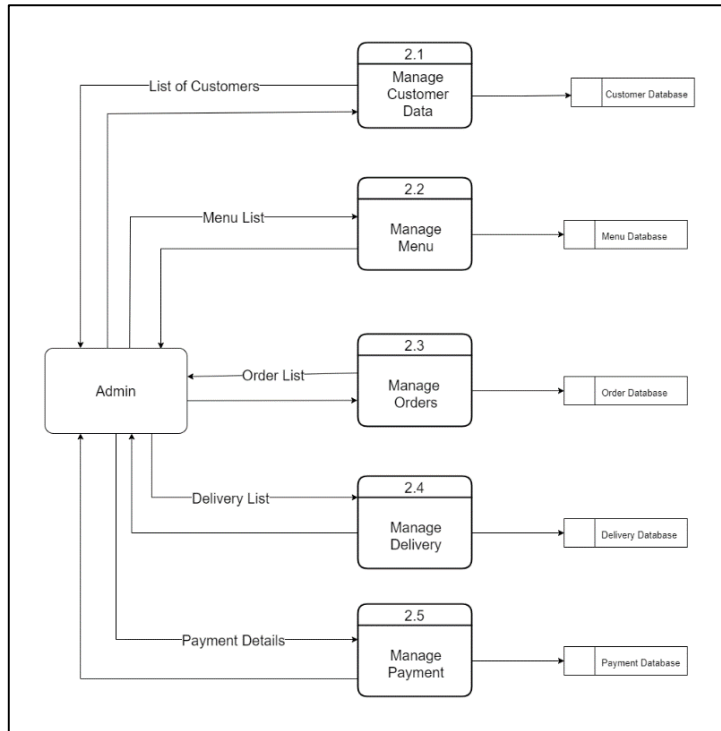 2.1
Manage
Customer
Data
List of Customers
Customer Database
2.2
Manage
Menu
Menu List
Menu Database
2.3
Manage
Orders
Order List
Order Database
Admin
2.4
Manage
Delivery
Delivery List
Delivery Database
2.5
Manage
Payment
Payment Details
Payment Database